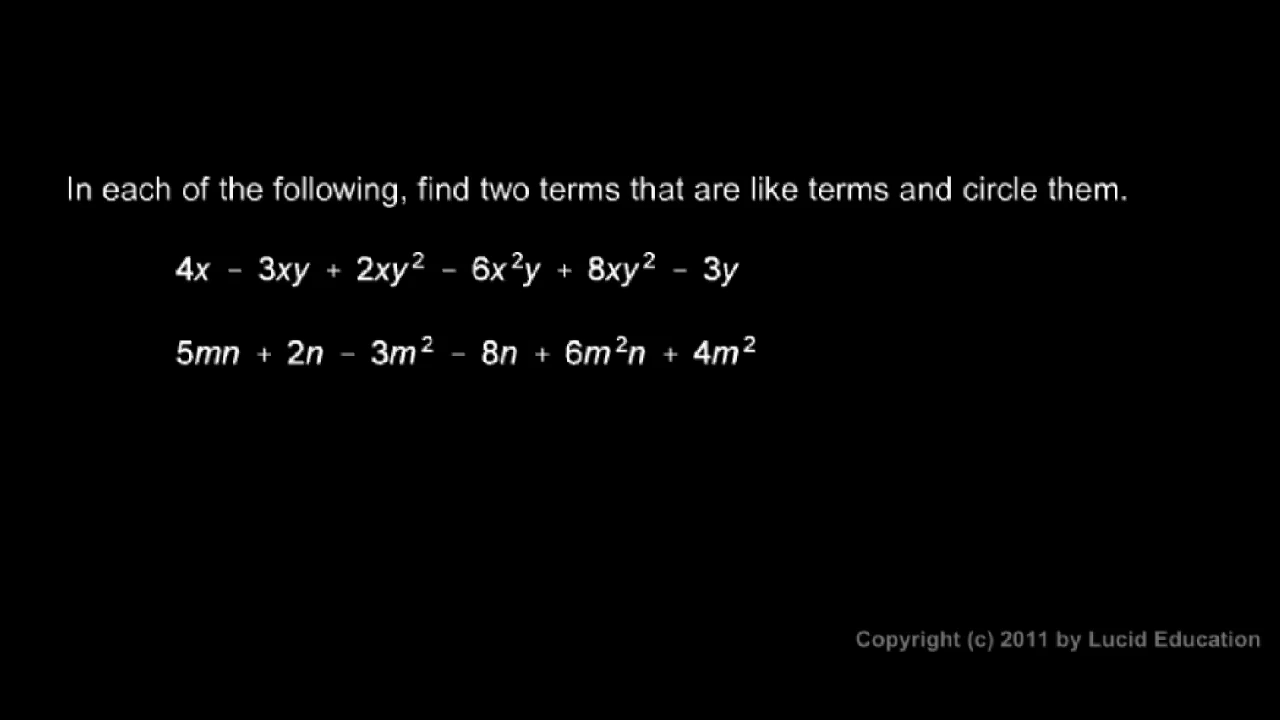 In each of the following, find two terms that are like terms and circle them.
4x − 3xy + 2xy² − 6x²y + 8xy² − 3y
5mn + 2n − 3m² − 8n + 6m²n + 4m²
Copyright (c) 2011 by Lucid Education